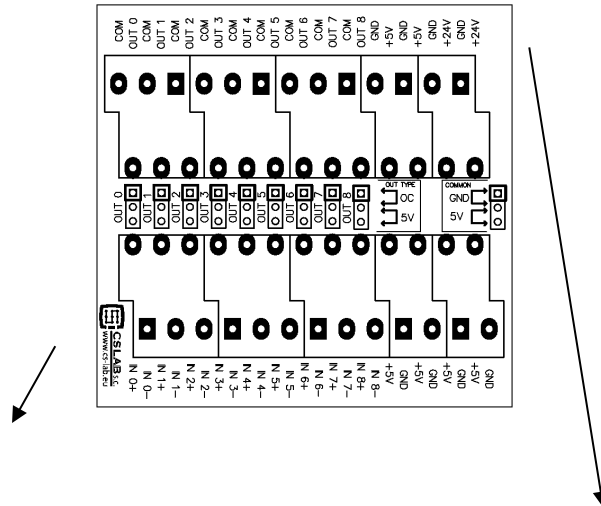 COM
OUT 0
COM
OUT 1
COM
OUT 2
COM
OUT 3
COM
OUT 4
COM
OUT 5
COM
OUT 6
COM
OUT 7
COM
OUT 8
GND
+5V
GND
+5V
GND
+24V
GND
+24V
OUT 0
OUT 1
OUT 2
OUT 3
OUT 4
OUT 5
OUT 6
OUT 7
OUT 8
OUT TYPE
OC
5V
COMMON
GND
5V
CSLAB s.c.
www.cs-lab.eu
IN 0+
IN 0−
IN 1+
IN 1−
IN 2+
IN 2−
IN 3+
IN 3−
IN 4+
IN 4−
IN 5+
IN 5−
IN 6+
IN 6−
IN 7+
IN 7−
IN 8+
IN 8−
+5V
GND
+5V
GND
+5V
GND
+5V
GND